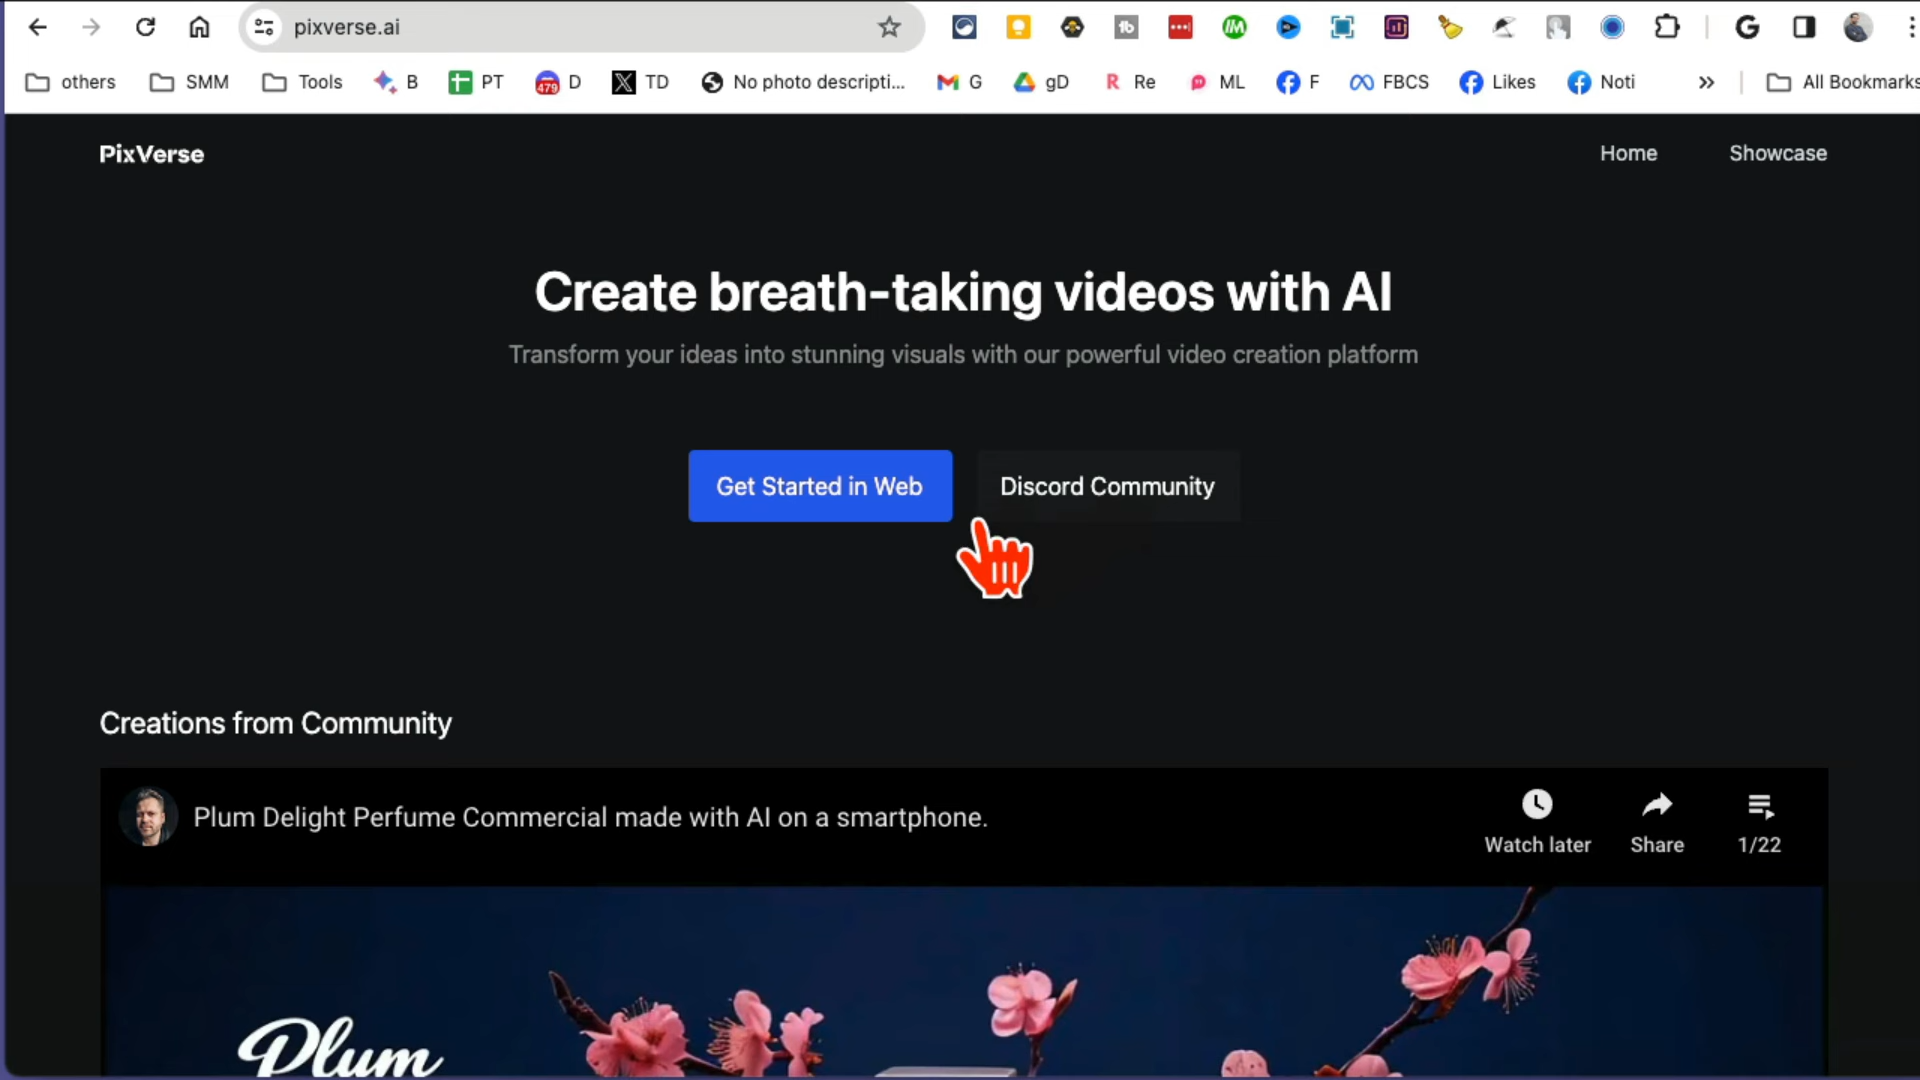 pixverse.ai
others SMM Tools B PT 479 D TD No photo descripti... G gD Re ML F FBCS Likes Noti All Bookmarks
PixVerse Home Showcase
Create breath-taking videos with AI
Transform your ideas into stunning visuals with our powerful video creation platform
Get Started in Web Discord Community
Creations from Community
Plum Delight Perfume Commercial made with AI on a smartphone.
Watch later Share 1/22
Plum